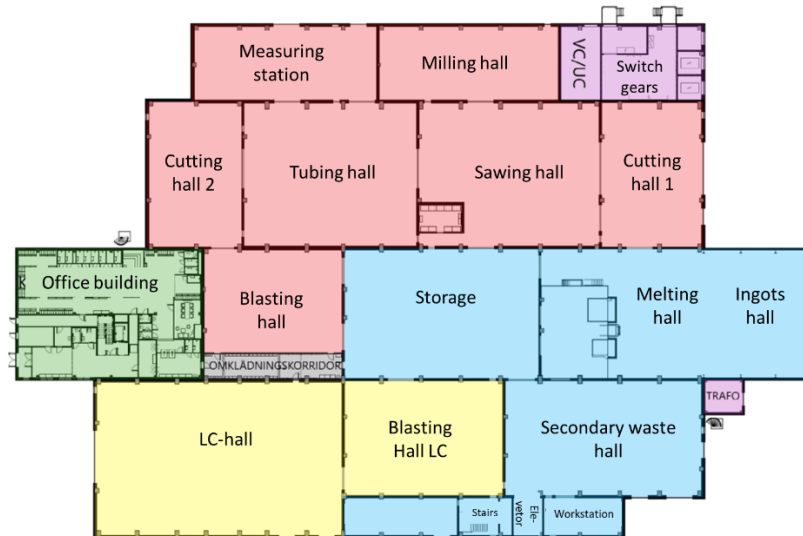 Measuring
station
Milling hall
VC/UC
Switch
gears
Cutting
hall 2
Tubing hall
Sawing hall
Cutting
hall 1
Office building
Blasting
hall
Storage
Melting
hall
Ingots
hall
OMKLÄDNINGSKORRIDOR
TRAFO
LC-hall
Blasting
Hall LC
Secondary waste
hall
Stairs
Ele-
vetor
Workstation